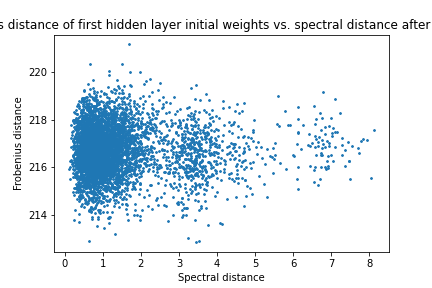 s distance of first hidden layer initial weights vs. spectral distance after
Frobenius distance
220
218
216
214
0 1 2 3 4 5 6 7 8
Spectral distance